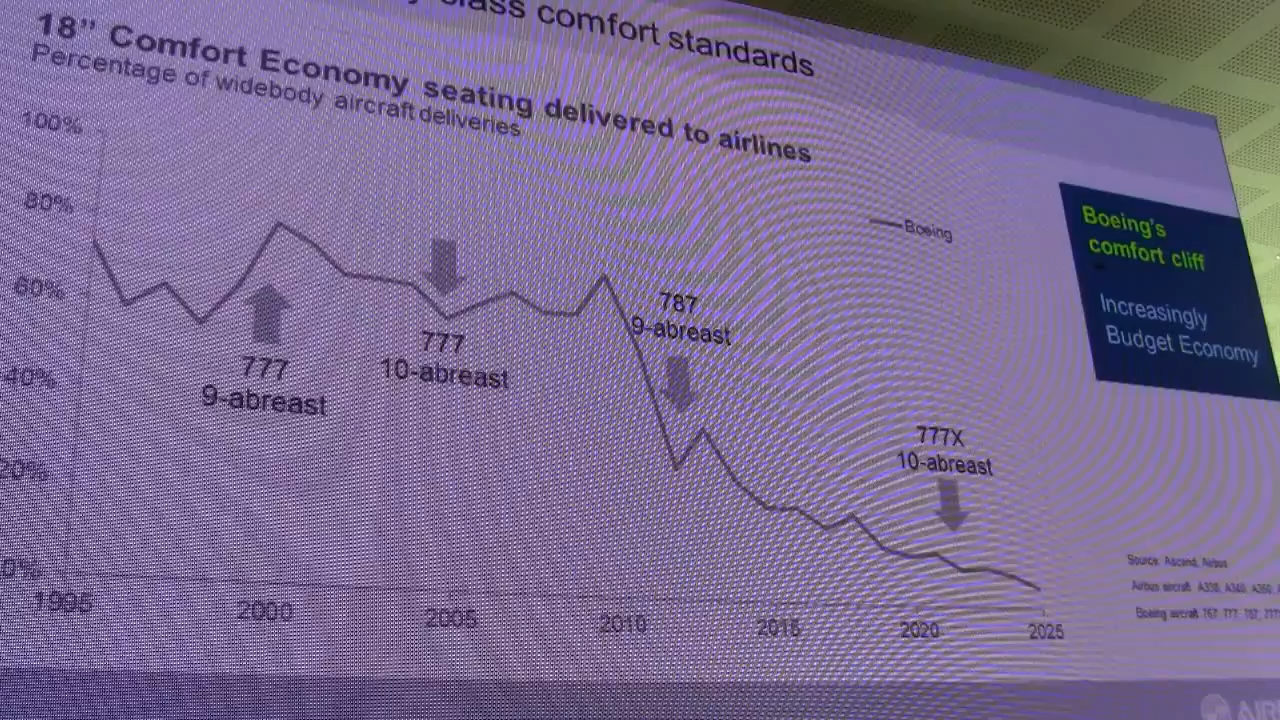 class comfort standards
18” Comfort Economy seating delivered to airlines
Percentage of widebody aircraft deliveries
100%
80%
60%
40%
20%
0%
Boeing
777
9-abreast
777
10-abreast
787
9-abreast
777X
10-abreast
1995
2000
2005
2010
2015
2020
2025
Boeing's
comfort cliff
Increasingly
Budget Economy
Source: Ascend, Airbus
Airbus aircraft: A330, A340, A350,
Boeing aircraft 767, 777, 787,